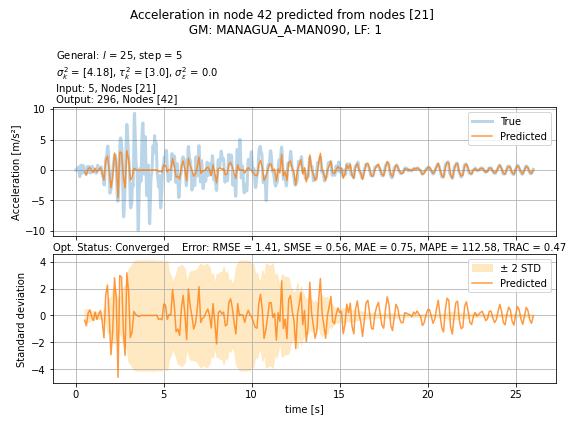 Acceleration in node 42 predicted from nodes [21]
GM: MANAGUA_A-MAN090, LF: 1
General: l = 25, step = 5
σ²ₖ = [4.18], τ²ₖ = [3.0], σ²ε = 0.0
Input: 5, Nodes [21]
Output: 296, Nodes [42]
Acceleration [m/s²]
10
5
0
−5
−10
True
Predicted
Opt. Status: Converged Error: RMSE = 1.41, SMSE = 0.56, MAE = 0.75, MAPE = 112.58, TRAC = 0.47
Standard deviation
4
2
0
−2
−4
± 2 STD
Predicted
0 5 10 15 20 25
time [s]